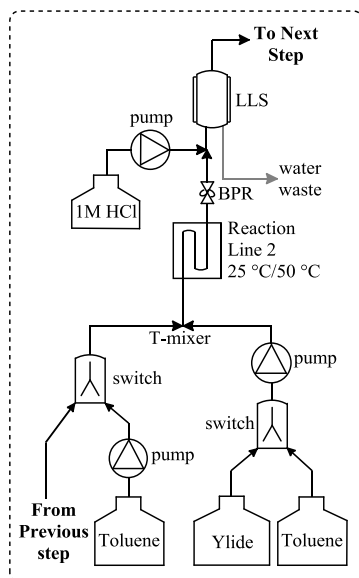 To Next
Step
LLS
pump
water
waste
BPR
1M HCl
Reaction
Line 2
25 °C/50 °C
T-mixer
pump
switch
switch
pump
From
Previous
step
Toluene
Ylide
Toluene